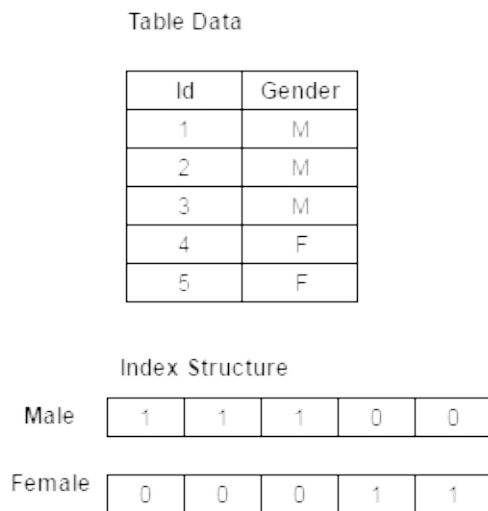 Table Data
Id Gender
1 M
2 M
3 M
4 F
5 F
Index Structure
Male 1 1 1 0 0
Female 0 0 0 1 1